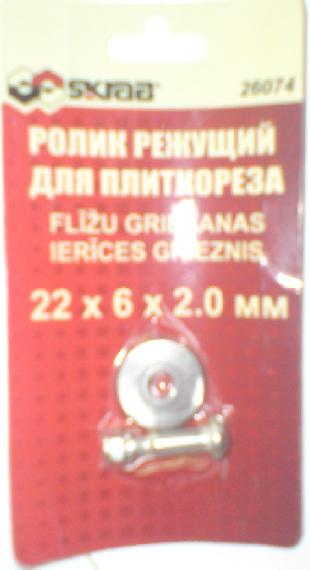 SKRAB 26074
РОЛИК РЕЖУЩИЙ
ДЛЯ ПЛИТКОРЕЗА
FLĪŽU GRIEŠANAS
IERĪCES GRIEZNIS
22 x 6 x 2.0 мм